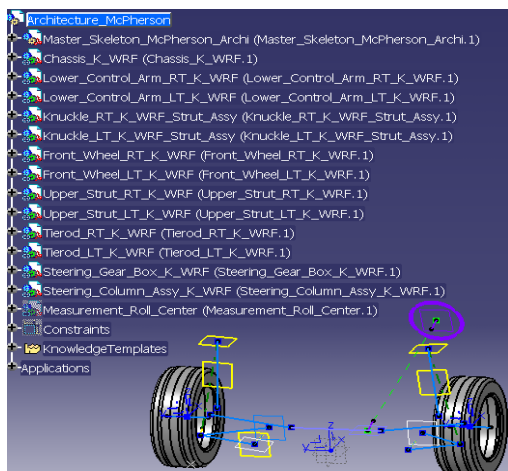 Architecture_McPherson
Master_Skeleton_McPherson_Archi (Master_Skeleton_McPherson_Archi.1)
Chassis_K_WRF (Chassis_K_WRF.1)
Lower_Control_Arm_RT_K_WRF (Lower_Control_Arm_RT_K_WRF.1)
Lower_Control_Arm_LT_K_WRF (Lower_Control_Arm_LT_K_WRF.1)
Knuckle_RT_K_WRF_Strut_Assy (Knuckle_RT_K_WRF_Strut_Assy.1)
Knuckle_LT_K_WRF_Strut_Assy (Knuckle_LT_K_WRF_Strut_Assy.1)
Front_Wheel_RT_K_WRF (Front_Wheel_RT_K_WRF.1)
Front_Wheel_LT_K_WRF (Front_Wheel_LT_K_WRF.1)
Upper_Strut_RT_K_WRF (Upper_Strut_RT_K_WRF.1)
Upper_Strut_LT_K_WRF (Upper_Strut_LT_K_WRF.1)
Tierod_RT_K_WRF (Tierod_RT_K_WRF.1)
Tierod_LT_K_WRF (Tierod_LT_K_WRF.1)
Steering_Gear_Box_K_WRF (Steering_Gear_Box_K_WRF.1)
Steering_Column_Assy_K_WRF (Steering_Column_Assy_K_WRF.1)
Measurement_Roll_Center (Measurement_Roll_Center.1)
Constraints
KnowledgeTemplates
Applications
z